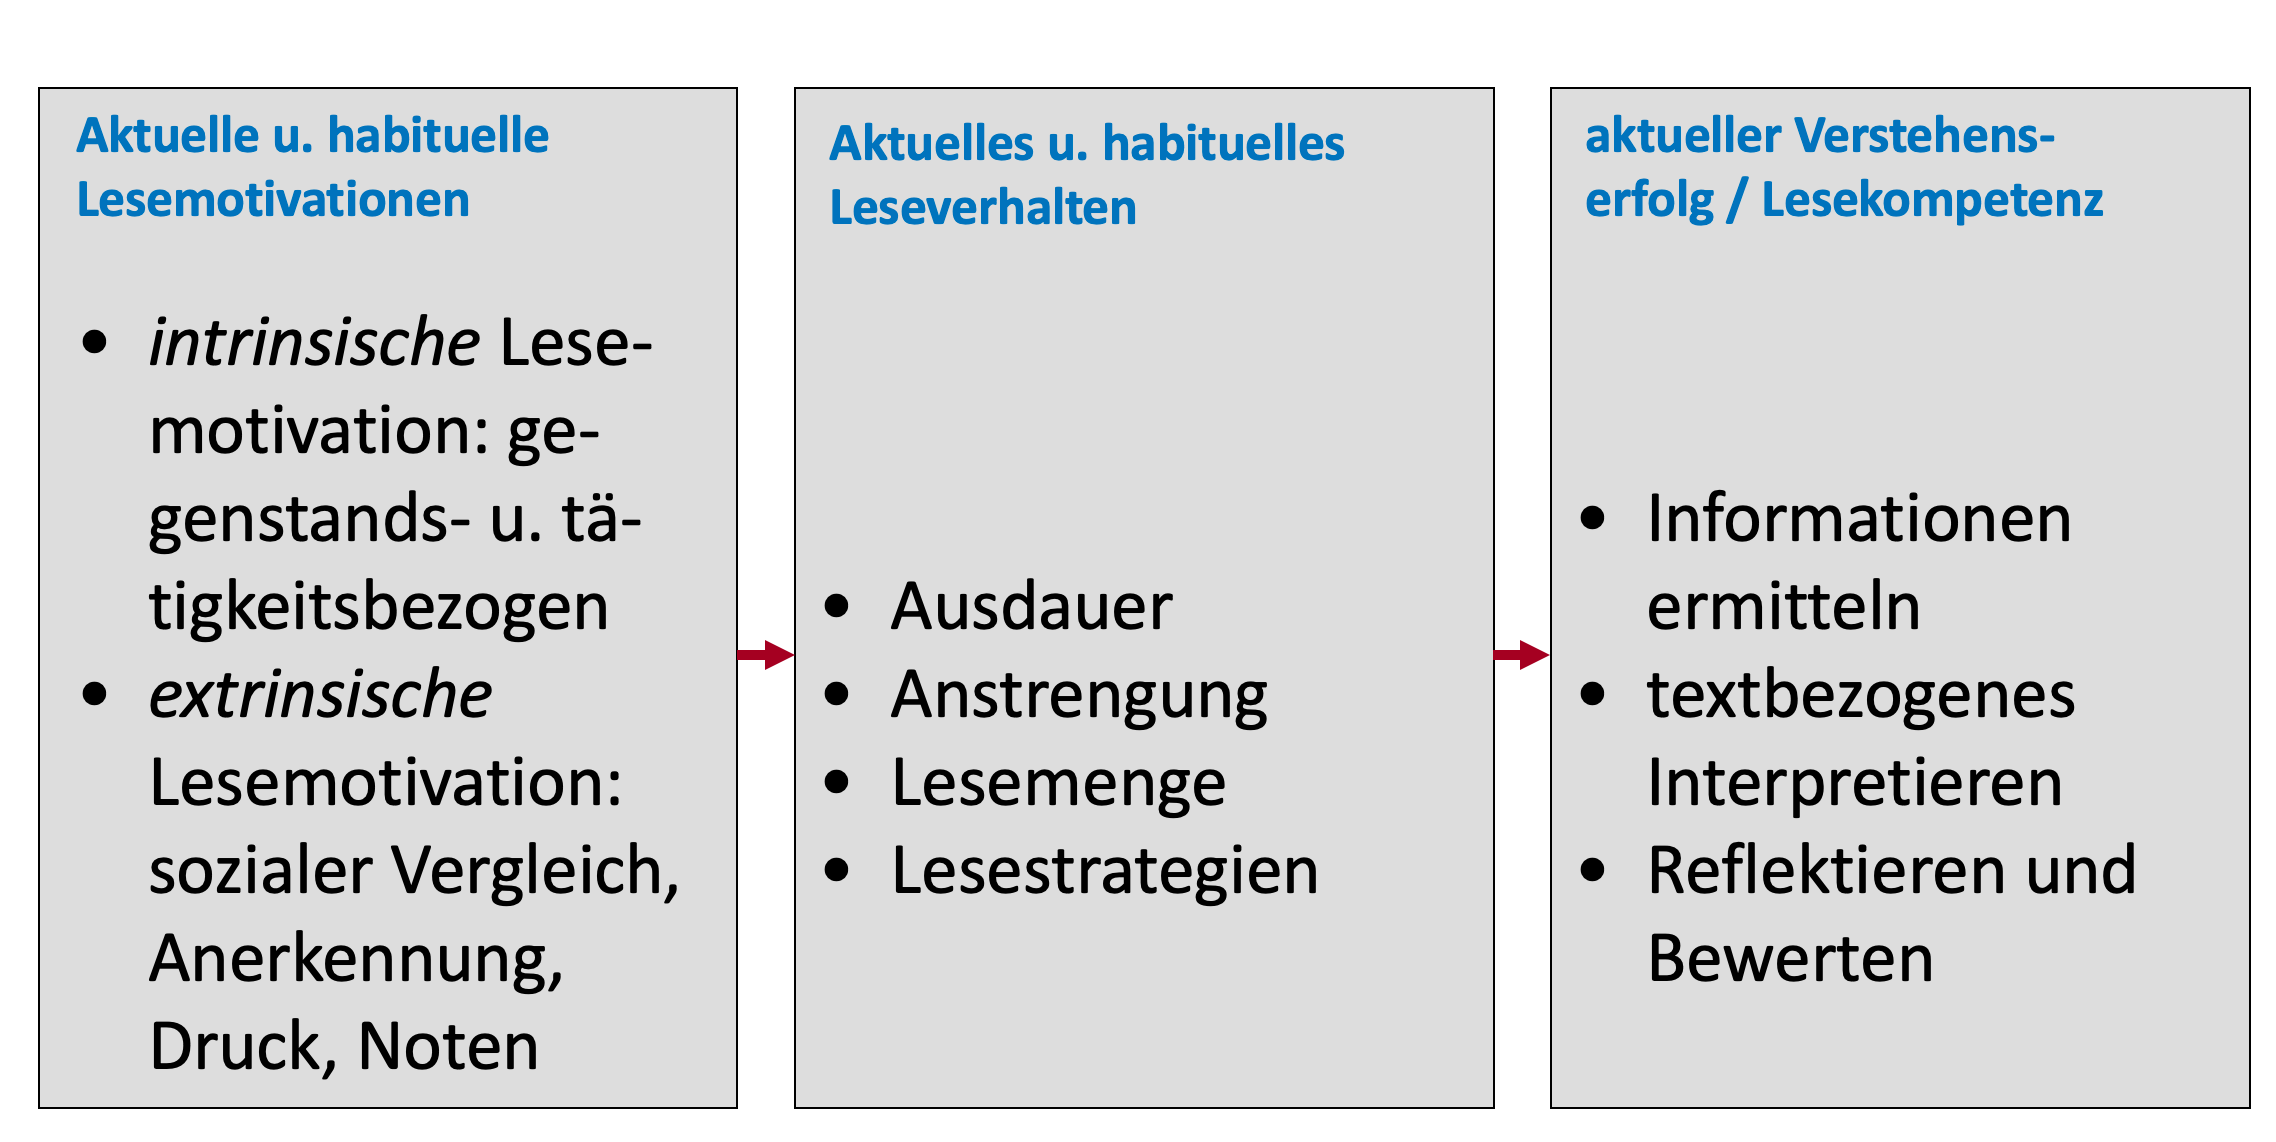 Aktuelle u. habituelle
Lesemotivationen
• intrinsische Lese-
motivation: ge-
genstands- u. tä-
tigkeitsbezogen
• extrinsische
Lesemotivation:
sozialer Vergleich,
Anerkennung,
Druck, Noten
Aktuelles u. habituelles
Leseverhalten
• Ausdauer
• Anstrengung
• Lesemenge
• Lesestrategien
aktueller Verstehens-
erfolg / Lesekompetenz
• Informationen
ermitteln
• textbezogenes
Interpretieren
• Reflektieren und
Bewerten